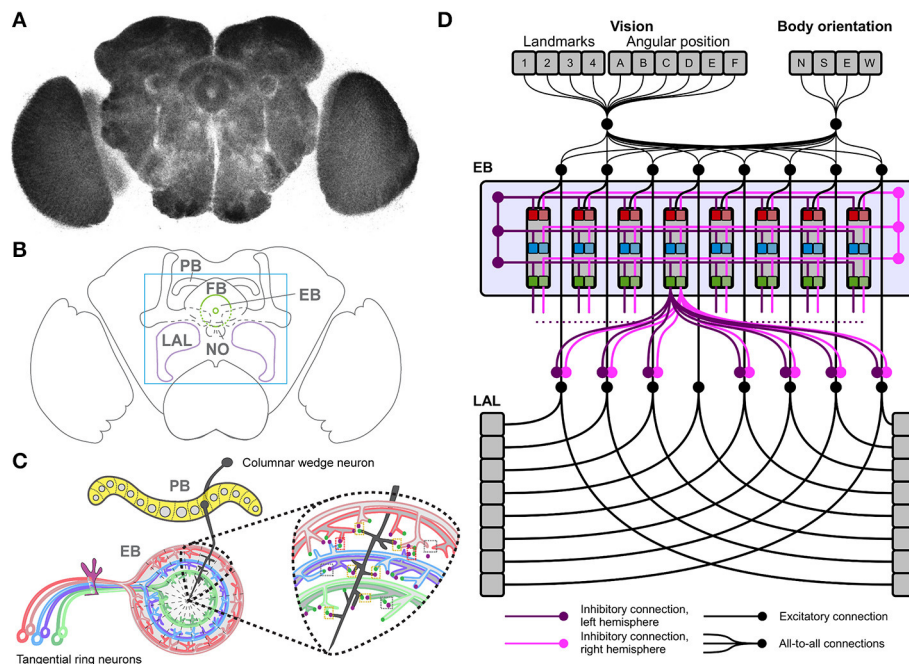 A
B
PB
FB
EB
LAL
NO
C
Columnar wedge neuron
PB
EB
Tangential ring neurons
D
Vision
Body orientation
Landmarks
Angular position
1 2 3 4 A B C D E F
N S E W
EB
LAL
Inhibitory connection,
left hemisphere
Excitatory connection
Inhibitory connection,
right hemisphere
All-to-all connections